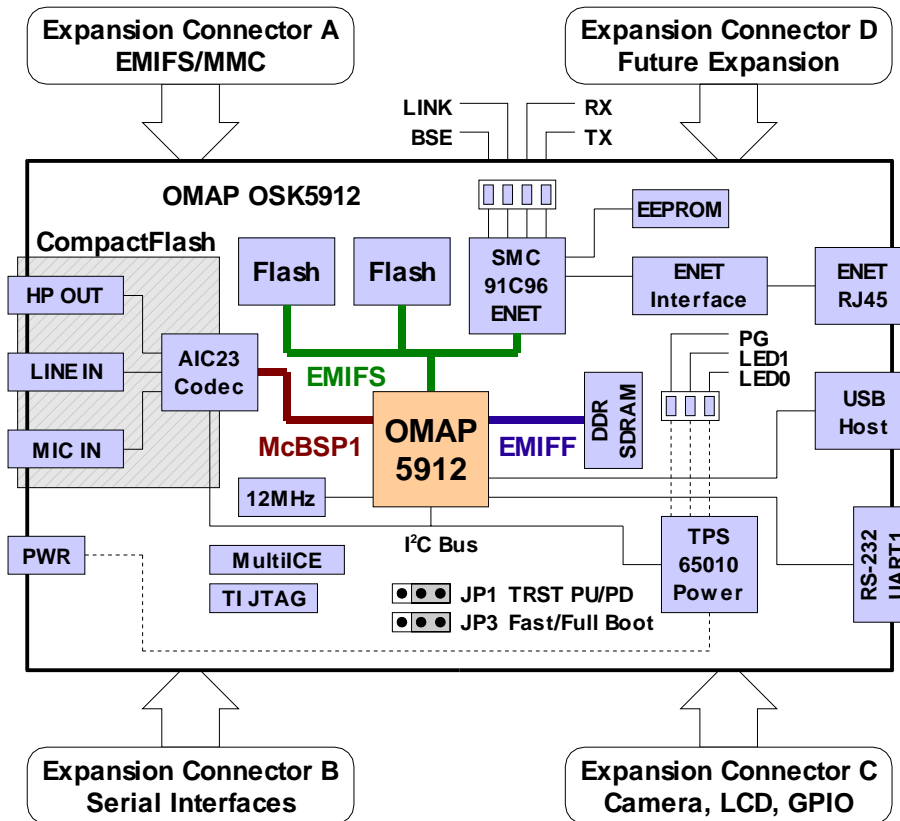 Expansion Connector A
EMIFS/MMC
Expansion Connector D
Future Expansion
LINK
BSE
RX
TX
OMAP OSK5912
CompactFlash
HP OUT
LINE IN
MIC IN
AIC23
Codec
Flash
Flash
SMC
91C96
ENET
EEPROM
ENET
Interface
ENET
RJ45
PG
LED1
LED0
EMIFS
McBSP1
OMAP
5912
EMIFF
DDR
SDRAM
USB
Host
12MHz
I²C Bus
PWR
MultiICE
TI JTAG
TPS
65010
Power
RS-232
UART1
JP1 TRST PU/PD
JP3 Fast/Full Boot
Expansion Connector B
Serial Interfaces
Expansion Connector C
Camera, LCD, GPIO